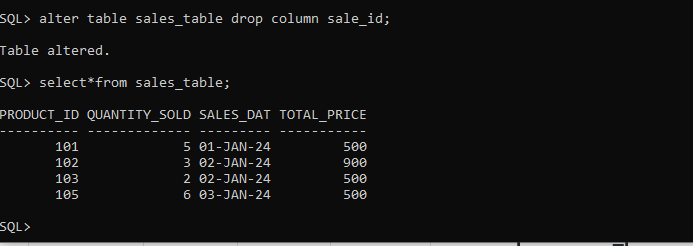 SQL> alter table sales_table drop column sale_id;
Table altered.
SQL> select*from sales_table;
PRODUCT_ID QUANTITY_SOLD SALES_DAT TOTAL_PRICE
---------- ------------- --------- -----------
101 5 01-JAN-24 500
102 3 02-JAN-24 900
103 2 02-JAN-24 500
105 6 03-JAN-24 500
SQL>